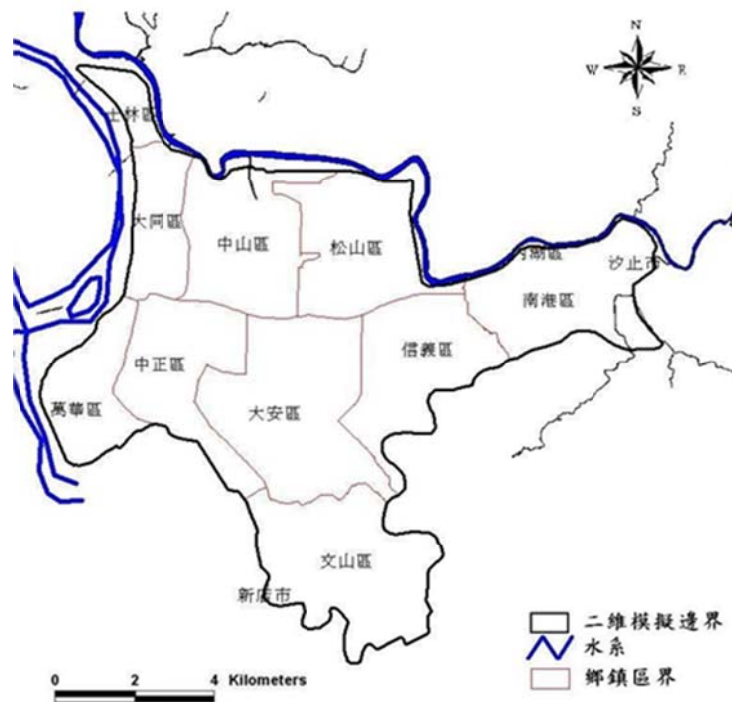 N
W E
S
士林區
大同區
中山區
松山區
內湖區
汐止市
南港區
中正區
信義區
萬華區
大安區
文山區
新店市
二維模擬邊界
水系
鄉鎮區界
0 2 4 Kilometers